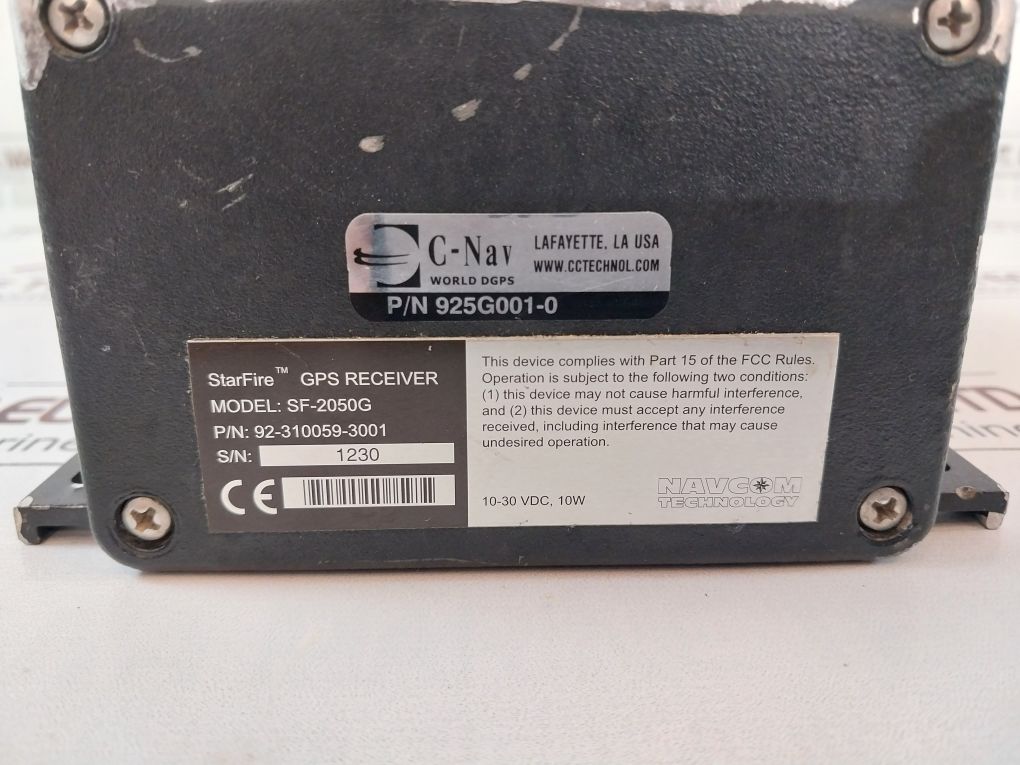 C-Nav
WORLD DGPS
LAFAYETTE, LA USA
WWW.CCTECHNOL.COM
P/N 925G001-0
StarFire™ GPS RECEIVER
MODEL: SF-2050G
P/N: 92-310059-3001
S/N: 1230
CE
This device complies with Part 15 of the FCC Rules.
Operation is subject to the following two conditions:
(1) this device may not cause harmful interference,
and (2) this device must accept any interference
received, including interference that may cause
undesired operation.
10-30 VDC, 10W
NAVCOM
TECHNOLOGY